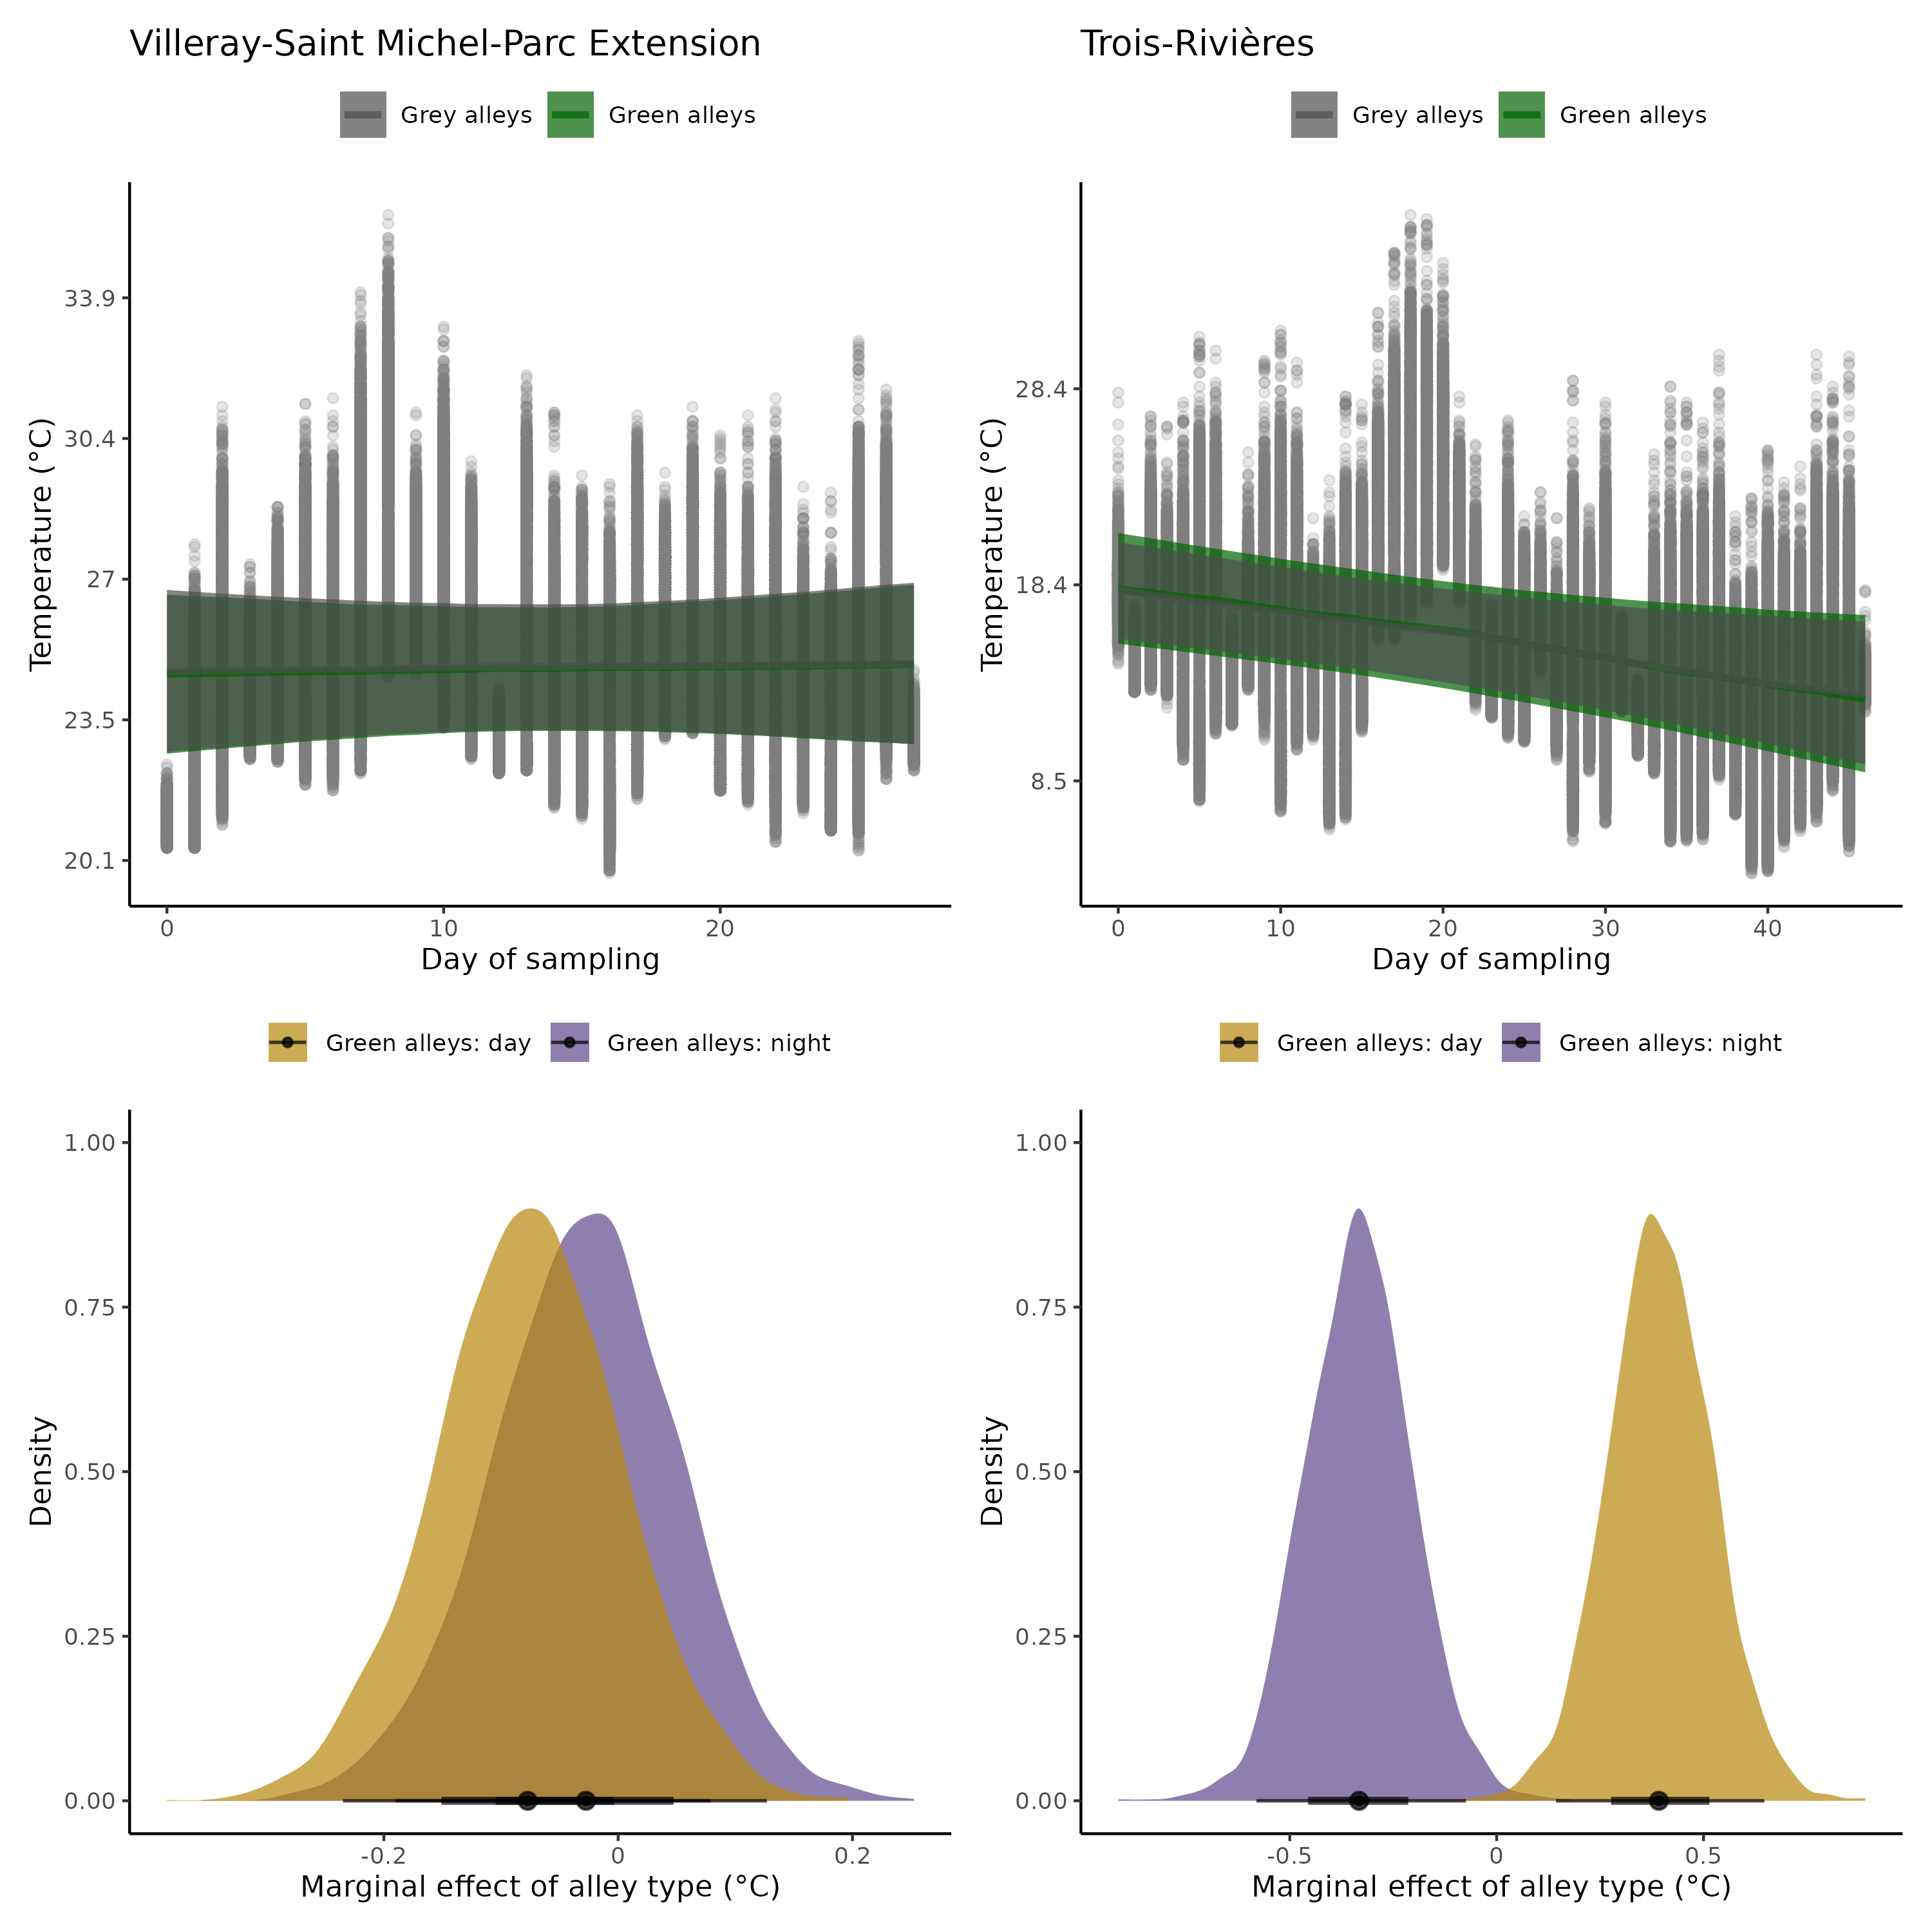 Villeray-Saint Michel-Parc Extension
Trois-Rivières
Grey alleys
Green alleys
Grey alleys
Green alleys
Temperature (°C)
33.9
30.4
27
23.5
20.1
0
10
20
Day of sampling
Temperature (°C)
28.4
18.4
8.5
0
10
20
30
40
Day of sampling
Green alleys: day
Green alleys: night
Green alleys: day
Green alleys: night
Density
1.00
0.75
0.50
0.25
0.00
-0.2
0
0.2
Marginal effect of alley type (°C)
Density
1.00
0.75
0.50
0.25
0.00
-0.5
0
0.5
Marginal effect of alley type (°C)